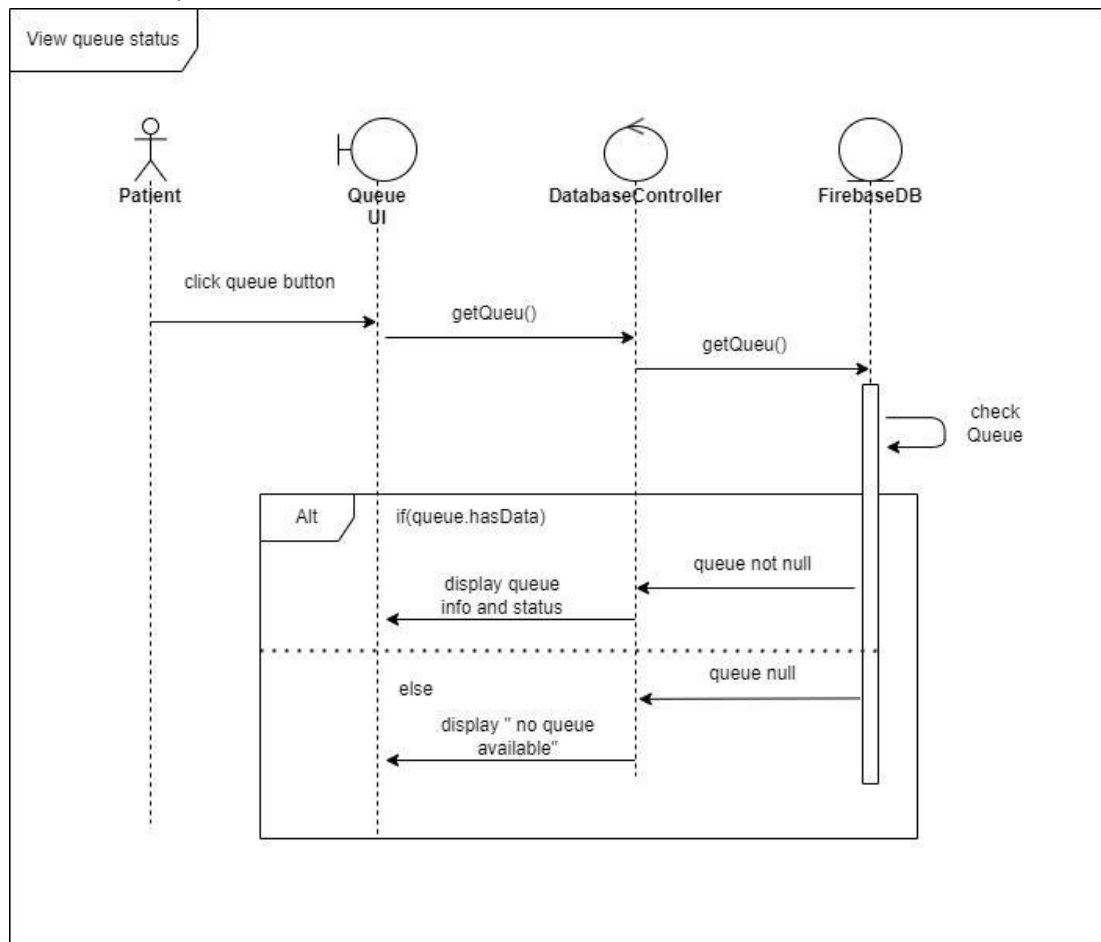 View queue status
Patient
Queue
UI
DatabaseController
FirebaseDB
click queue button
getQueu()
getQueu()
check
Queue
Alt
if(queue.hasData)
queue not null
display queue
info and status
queue null
else
display " no queue
available"